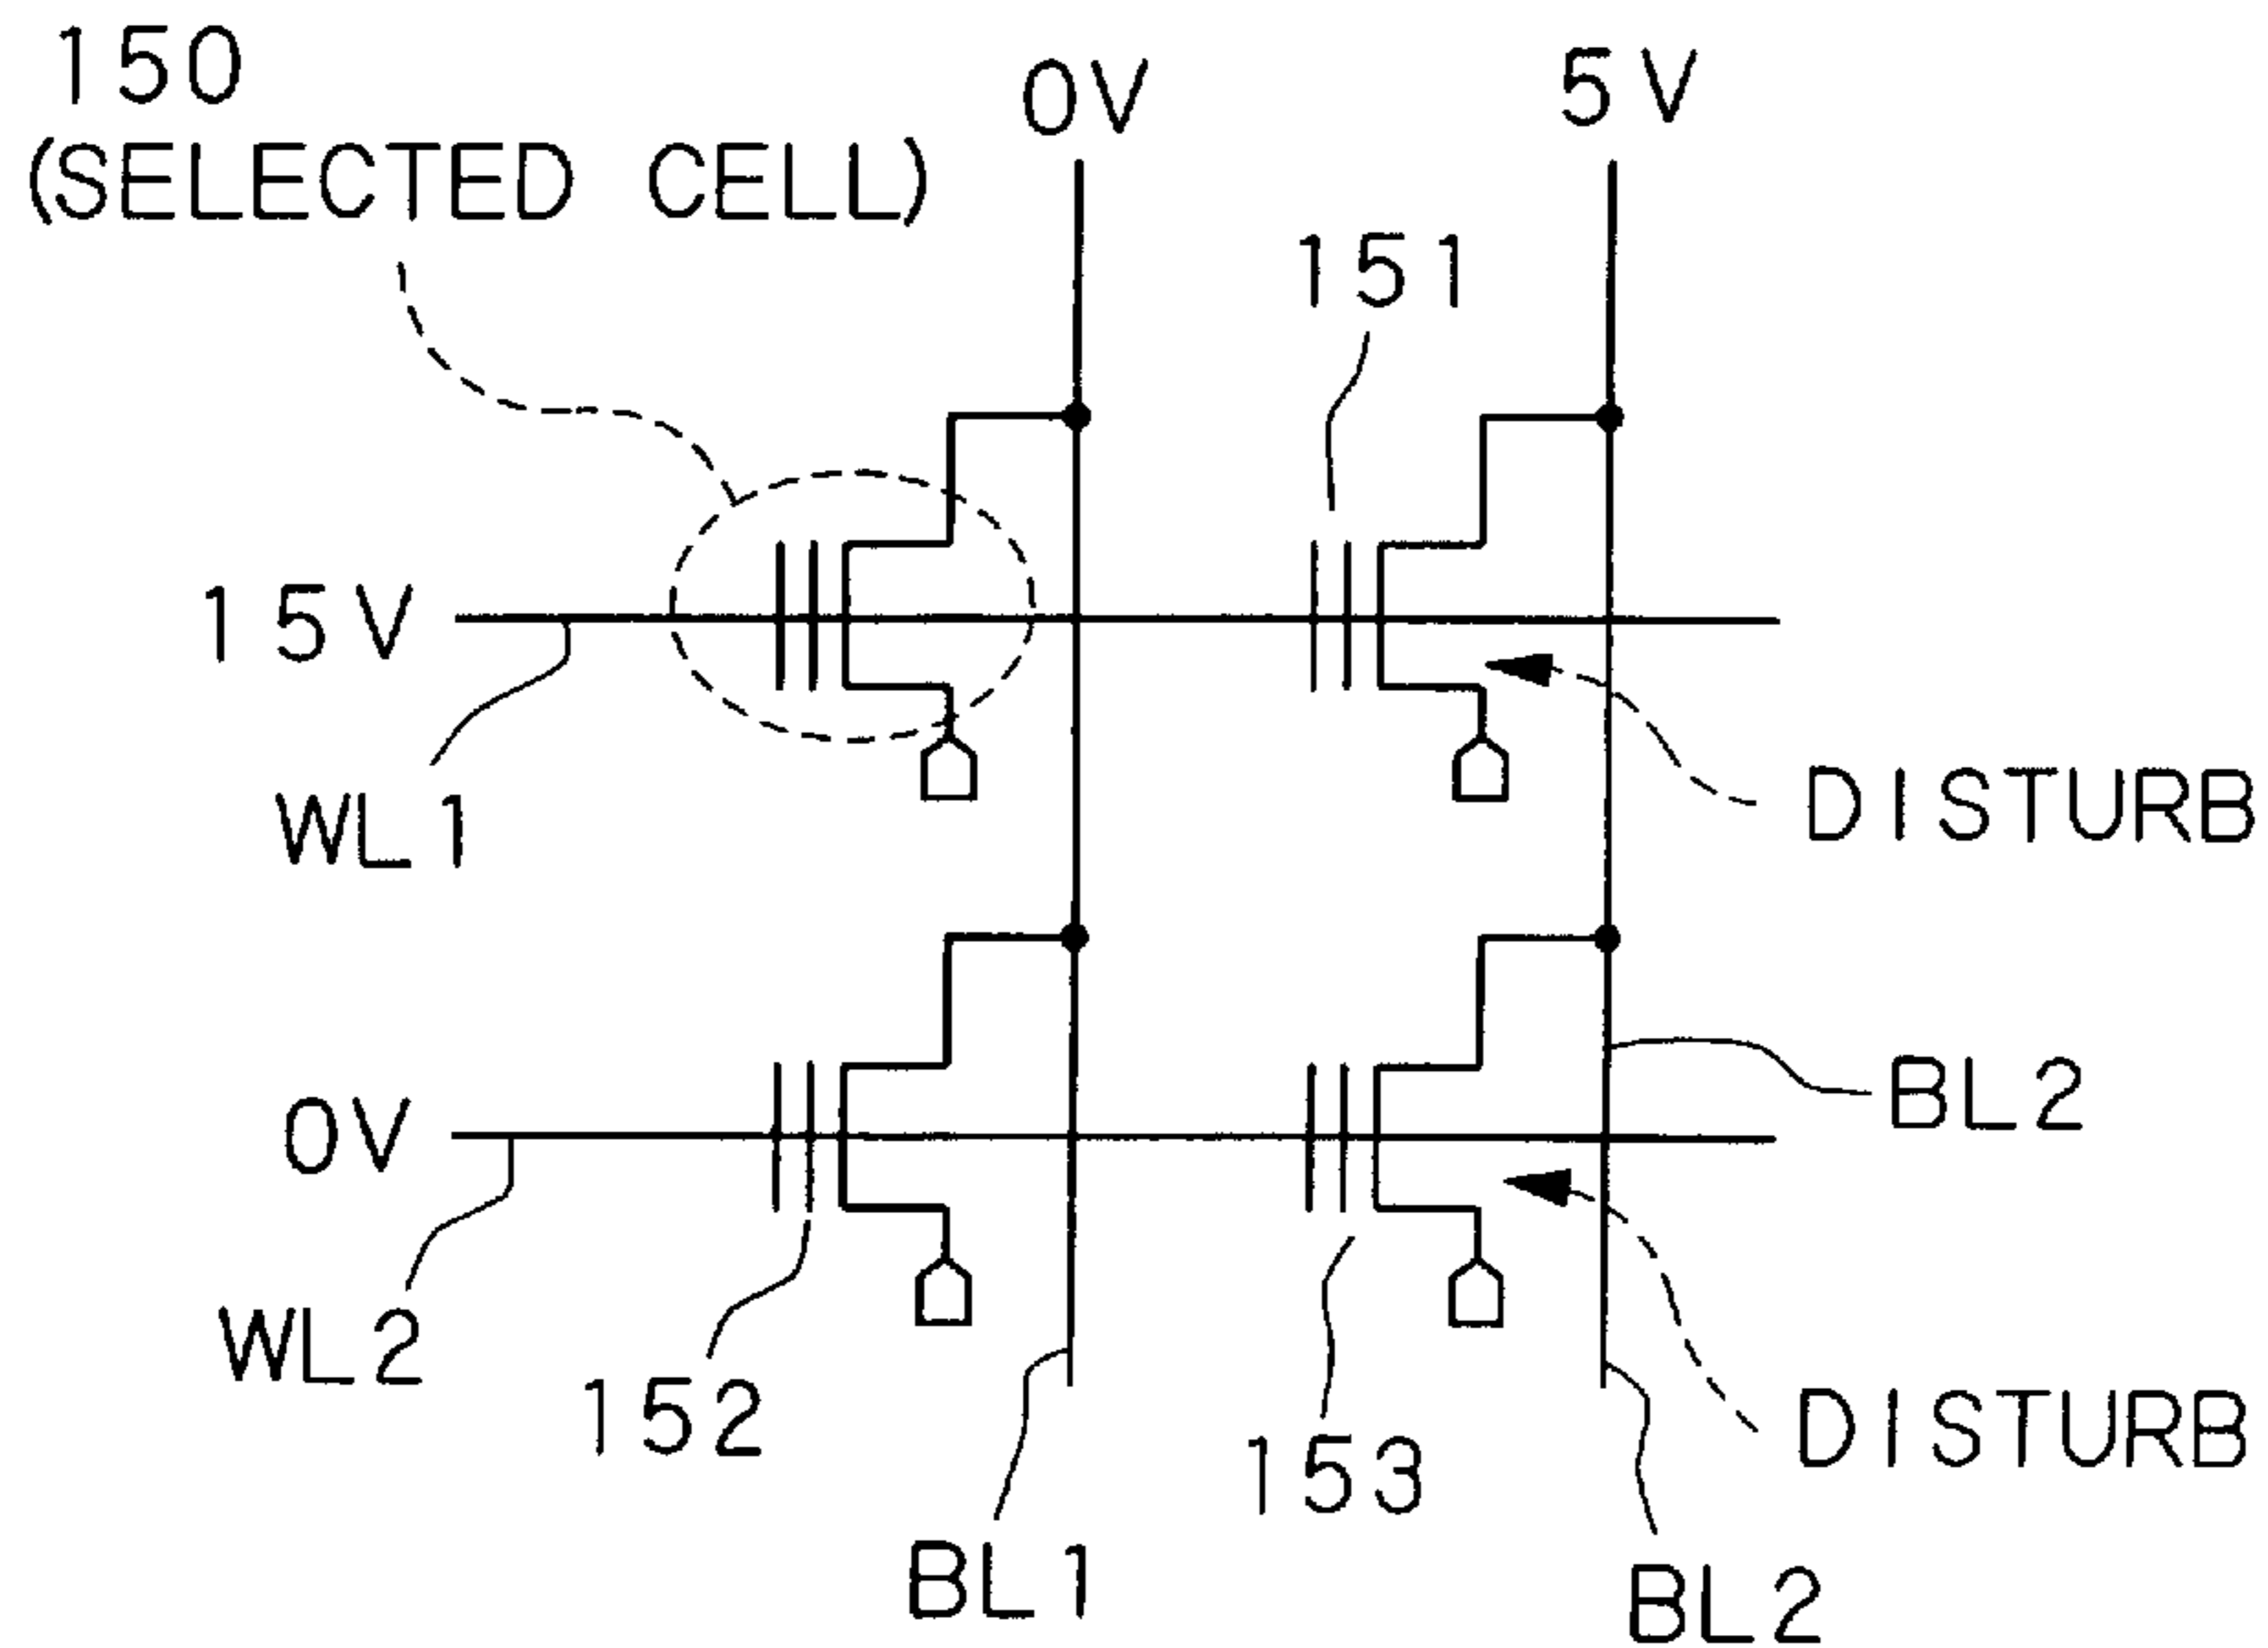 150
(SELECTED CELL)
0V
5V
151
15V
WL1
DISTURB
0V
BL2
WL2
152
153
DISTURB
BL1
BL2